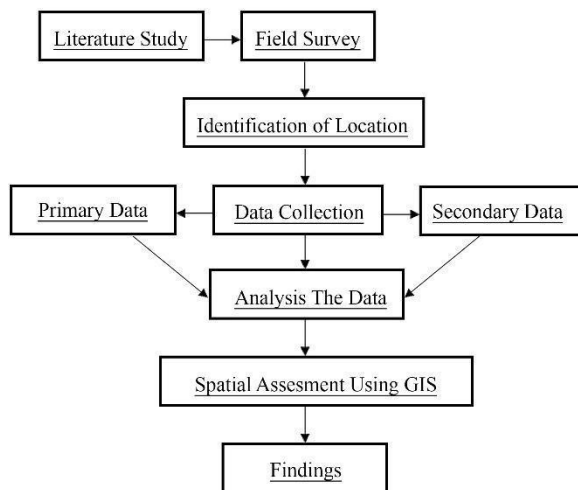 Literature Study
Field Survey
Identification of Location
Primary Data
Data Collection
Secondary Data
Analysis The Data
Spatial Assesment Using GIS
Findings